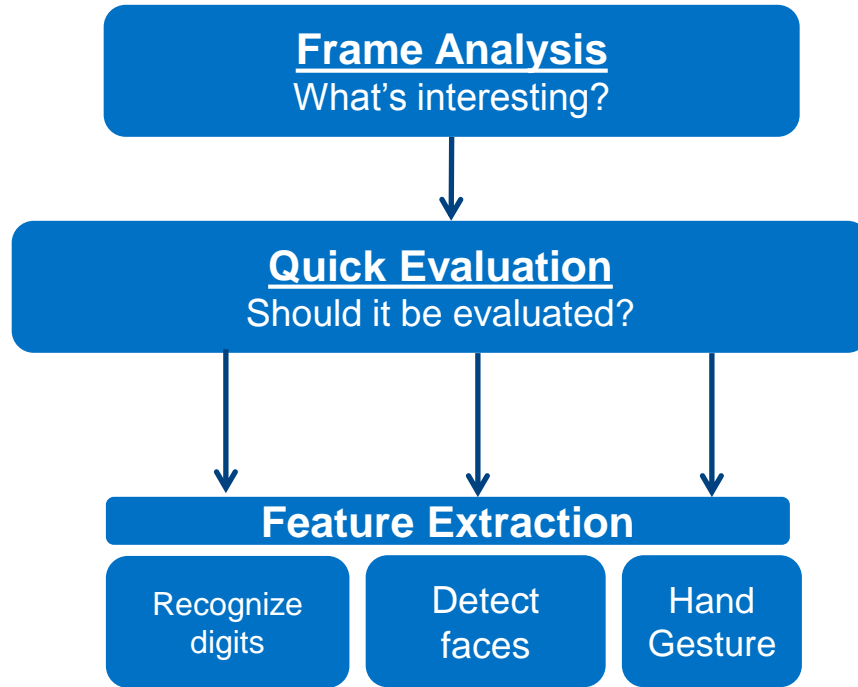 Frame Analysis
What's interesting?
Quick Evaluation
Should it be evaluated?
Feature Extraction
Recognize
digits
Detect
faces
Hand
Gesture